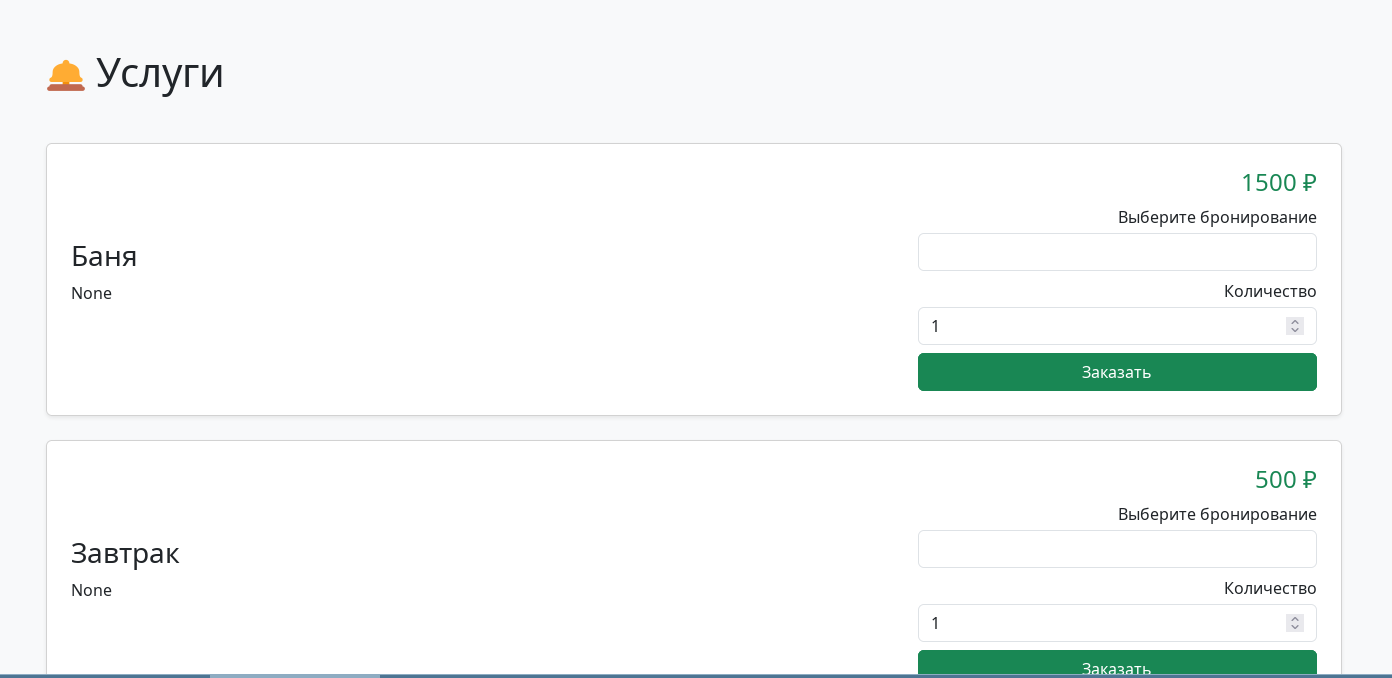 Услуги
1500 ₽
Выберите бронирование
Баня
None
Количество
1
Заказать
500 ₽
Выберите бронирование
Завтрак
None
Количество
1
Заказать